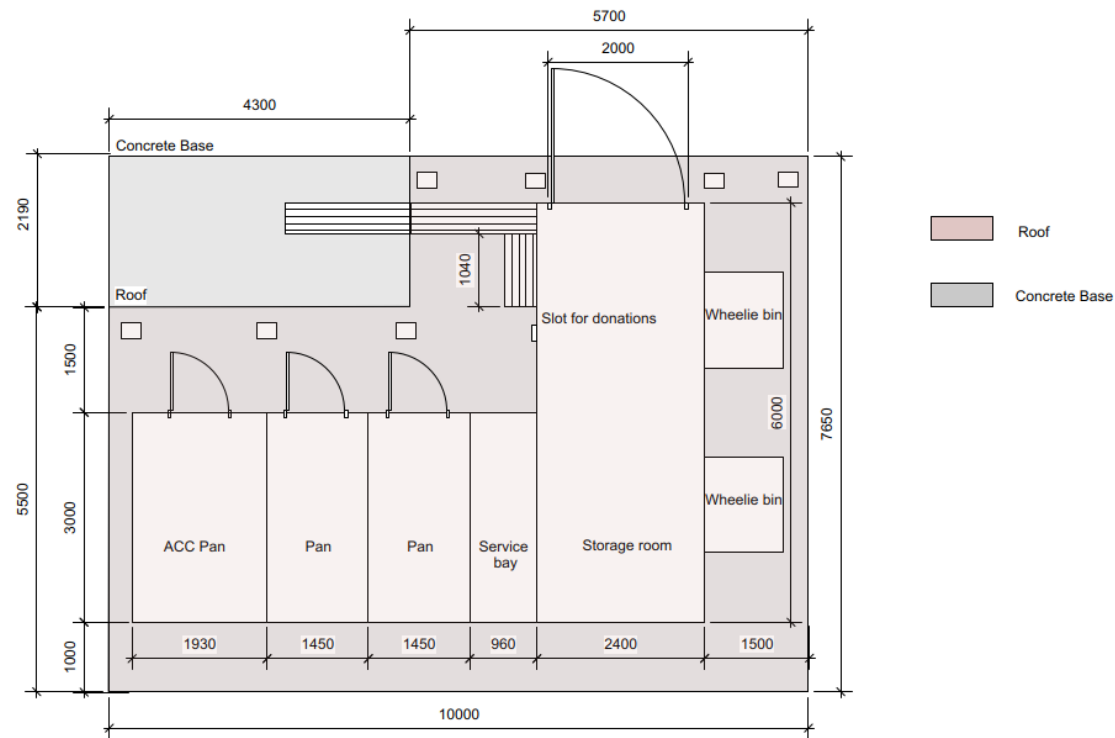 5700
2000
4300
Concrete Base
2190
Roof
1040
Roof
Slot for donations
Wheelie bin
Concrete Base
1500
6000
7650
5500
3000
Wheelie bin
ACC Pan
Pan
Pan
Service
bay
Storage room
1000
1930
1450
1450
960
2400
1500
10000